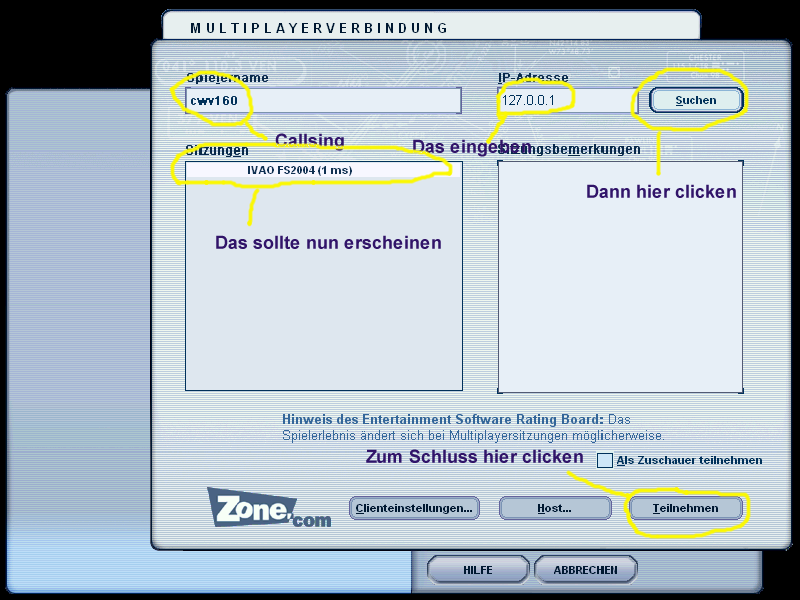 MULTIPLAYERVERBINDUNG
Spielername
IP-Adresse
cwv160
127.0.0.1
Suchen
Callsing
Das eingeben
Sitzungen
Sitzungsbemerkungen
IVAO FS2004 (1 ms)
Dann hier clicken
Das sollte nun erscheinen
Hinweis des Entertainment Software Rating Board: Das
Spielerlebnis ändert sich bei Multiplayersitzungen möglicherweise.
Zum Schluss hier clicken
Als Zuschauer teilnehmen
Zone.com
Clienteinstellungen...
Host...
Teilnehmen
HILFE
ABBRECHEN